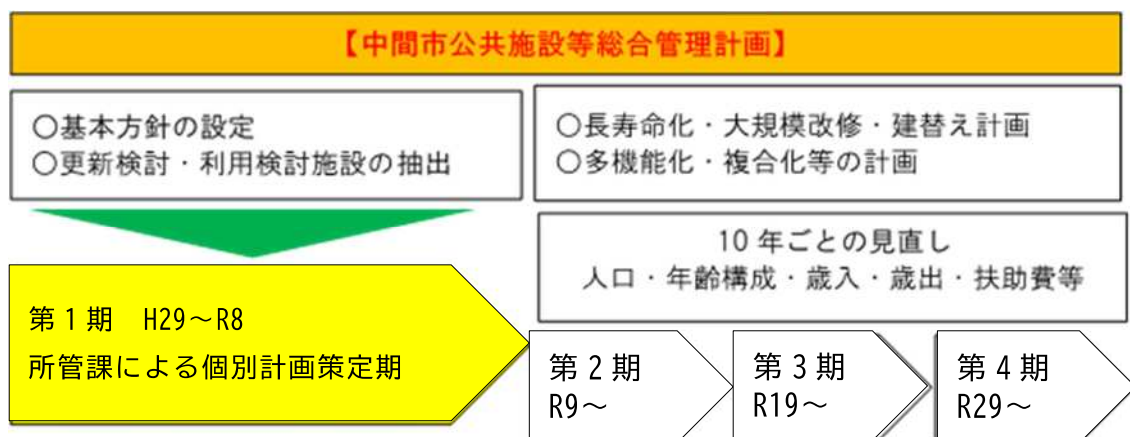 【中間市公共施設等総合管理計画】
○基本方針の設定
○更新検討・利用検討施設の抽出
○長寿命化・大規模改修・建替え計画
○多機能化・複合化等の計画
10年ごとの見直し
人口・年齢構成・歳入・歳出・扶助費等
第1期　H29～R8
所管課による個別計画策定期
第2期
R9～
第3期
R19～
第4期
R29～